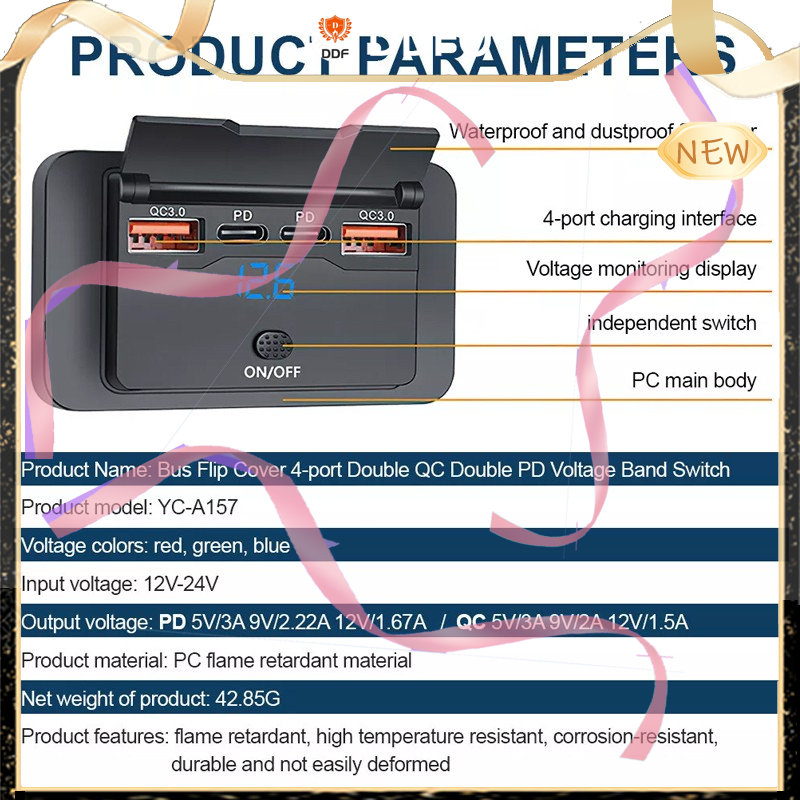 DDF
PRODUCT PARAMETERS
Waterproof and dustproof
NEW
QC3.0 PD PD QC3.0
4-port charging interface
12.6
Voltage monitoring display
independent switch
ON/OFF
PC main body
Product Name: Bus Flip Cover 4-port Double QC Double PD Voltage Band Switch
Product model: YC-A157
Voltage colors: red, green, blue
Input voltage: 12V-24V
Output voltage: PD 5V/3A 9V/2.22A 12V/1.67A / QC 5V/3A 9V/2A 12V/1.5A
Product material: PC flame retardant material
Net weight of product: 42.85G
Product features: flame retardant, high temperature resistant, corrosion-resistant,
durable and not easily deformed